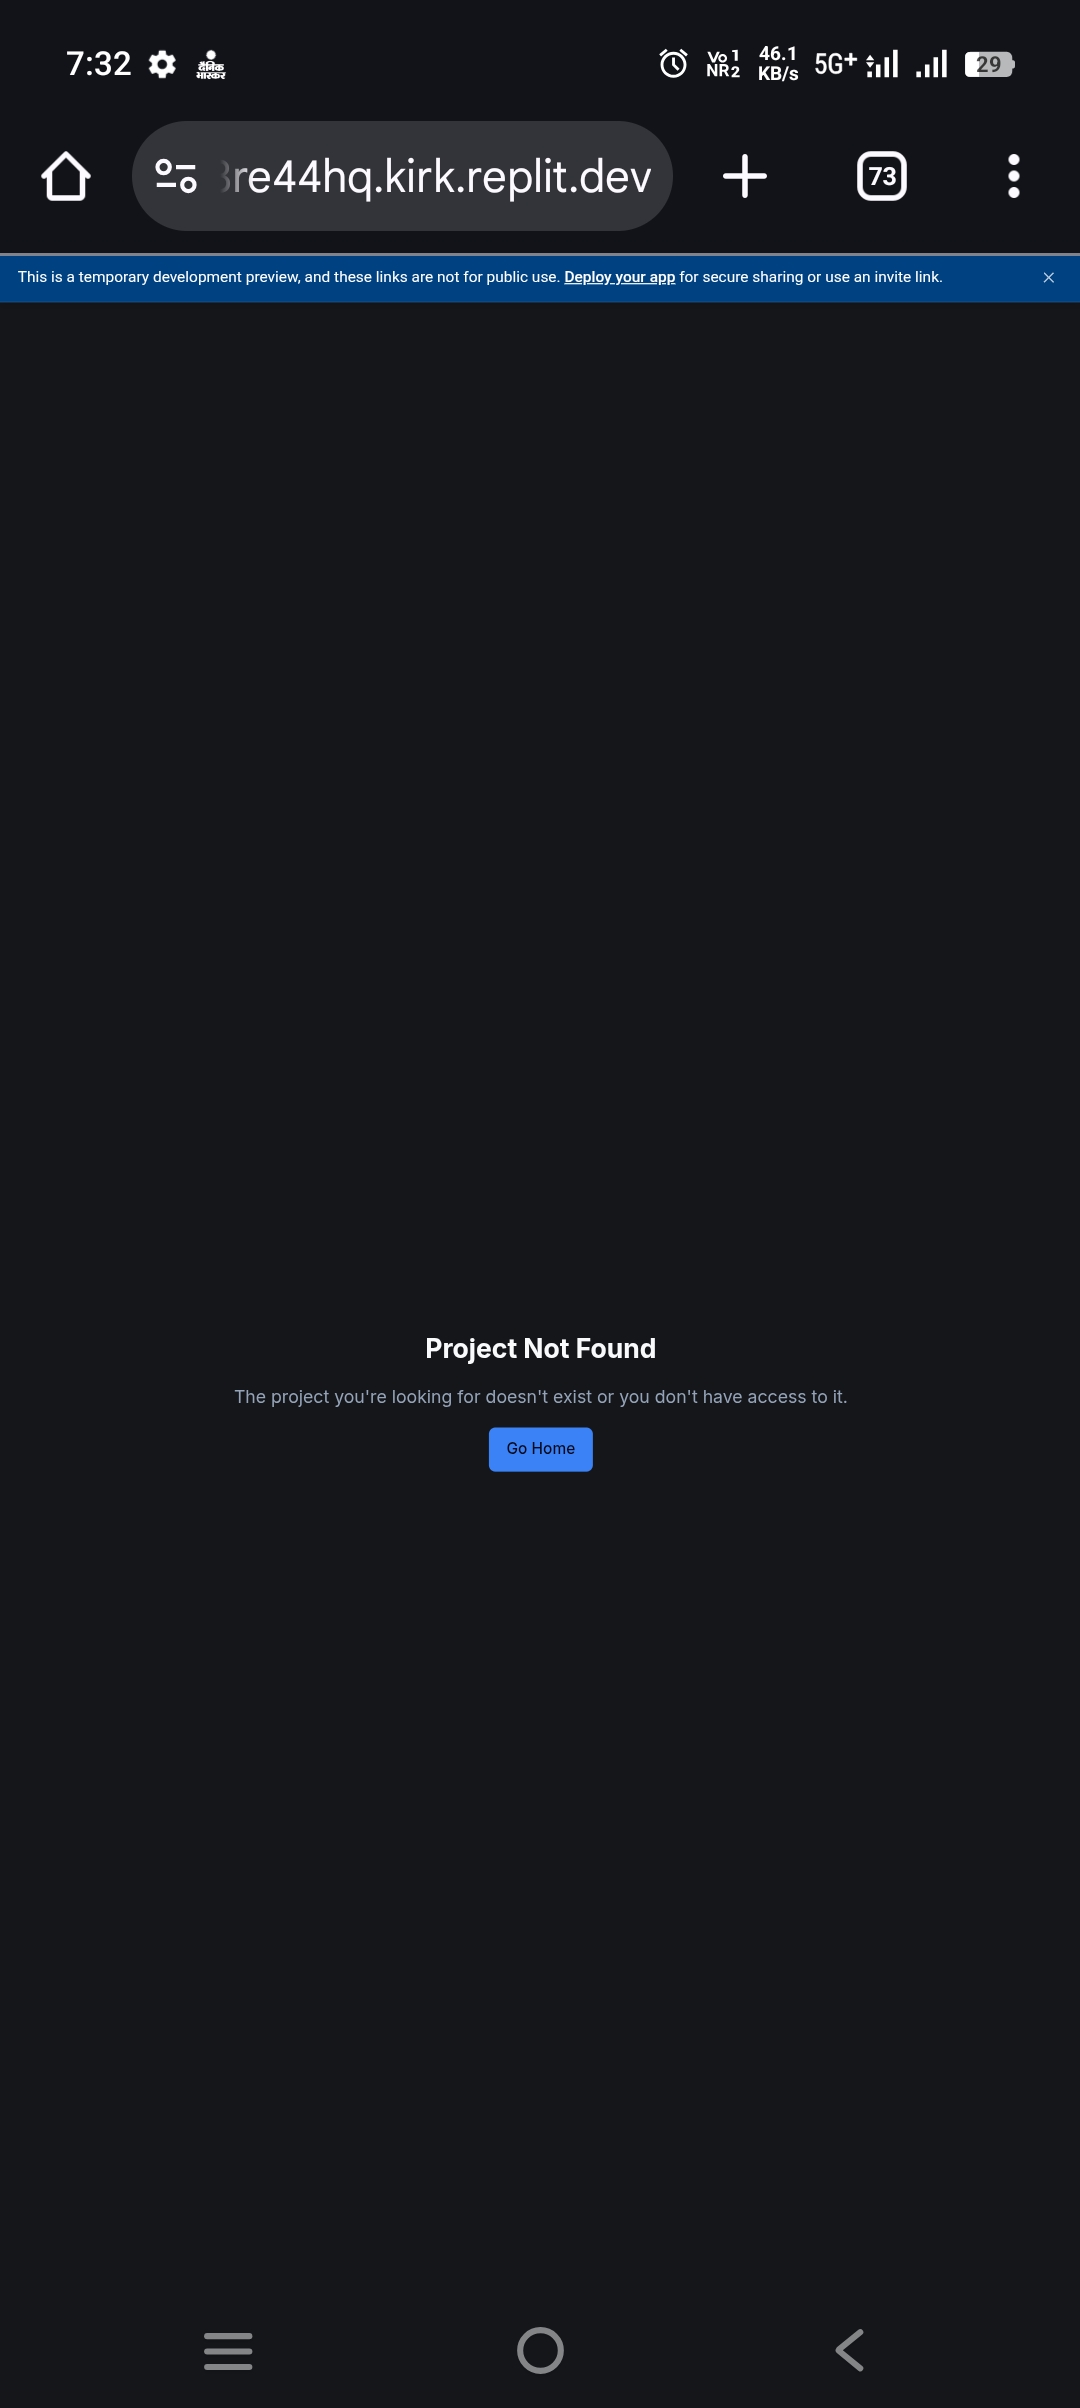 7:32
दैनिक
भास्कर
Vo 1
NR 2
46.1
KB/s
5G+
29
re44hq.kirk.replit.dev
73
This is a temporary development preview, and these links are not for public use. Deploy your app for secure sharing or use an invite link.
Project Not Found
The project you're looking for doesn't exist or you don't have access to it.
Go Home